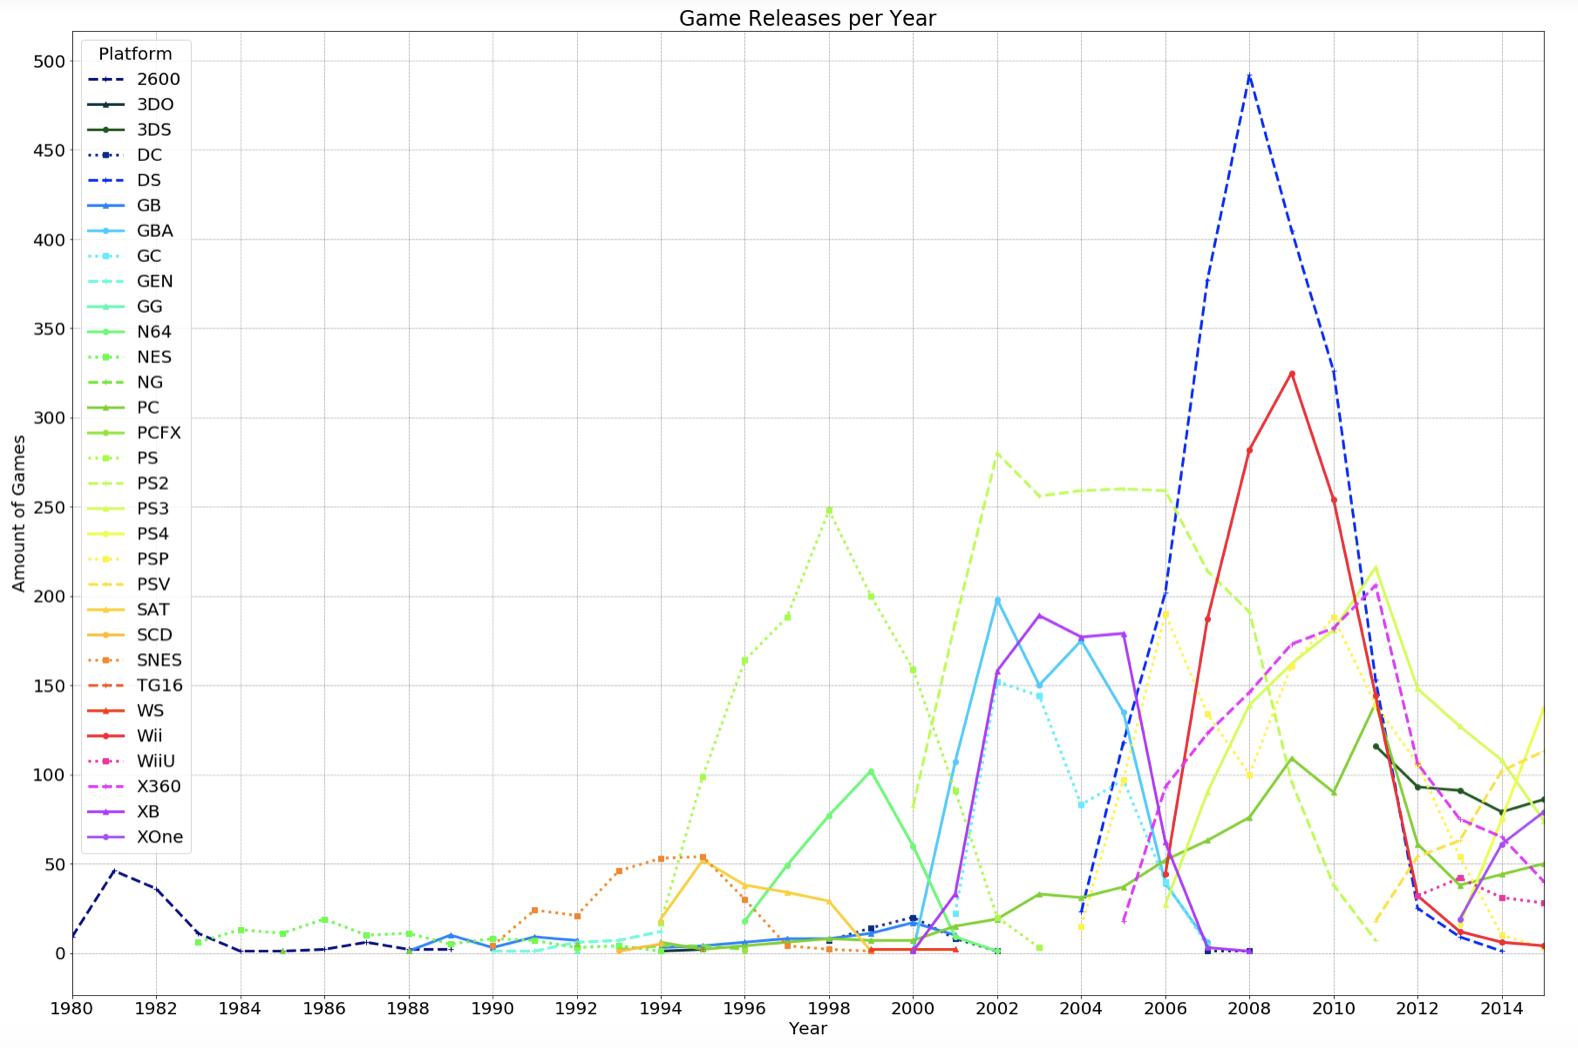 Game Releases per Year
Platform
2600
3DO
3DS
DC
DS
GB
GBA
GC
GEN
GG
N64
NES
NG
PC
PCFX
PS
PS2
PS3
PS4
PSP
PSV
SAT
SCD
SNES
TG16
WS
Wii
WiiU
X360
XB
XOne
Amount of Games
500
450
400
350
300
250
200
150
100
50
0
1980 1982 1984 1986 1988 1990 1992 1994 1996 1998 2000 2002 2004 2006 2008 2010 2012 2014
Year